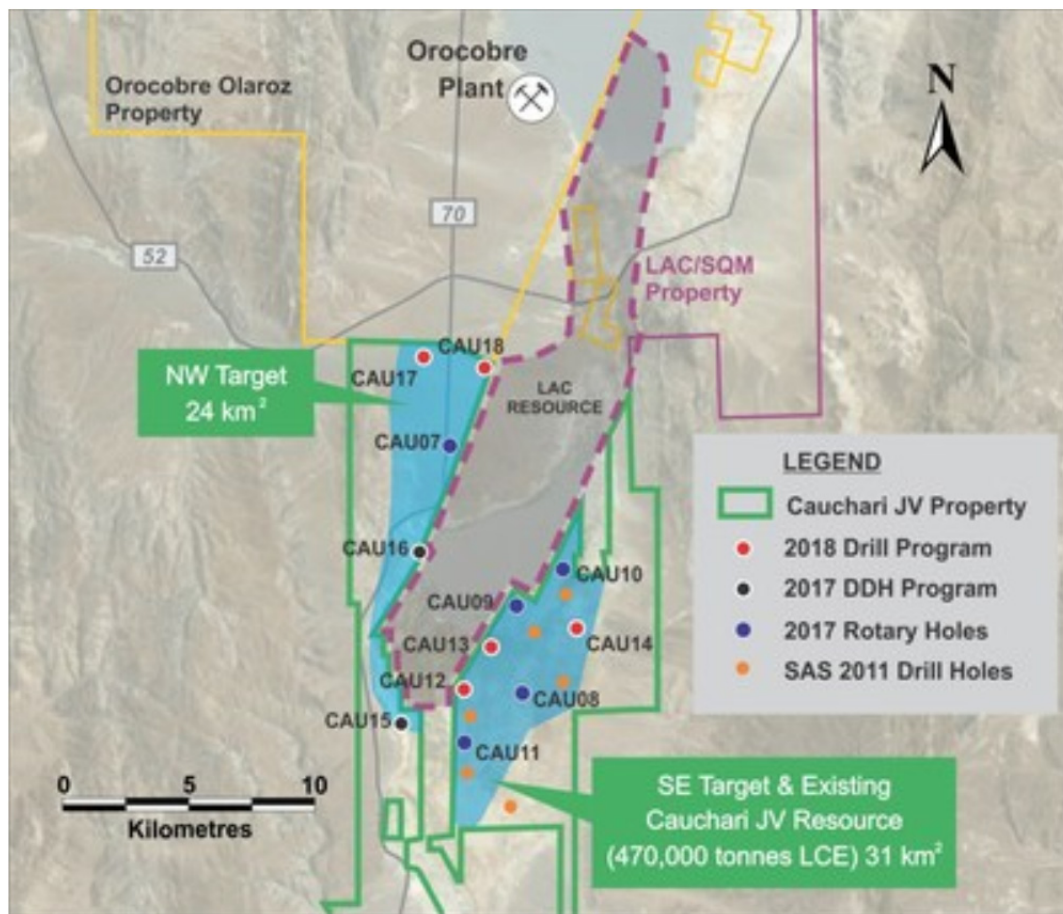 Orocobre
Plant
Orocobre Olaroz
Property
N
70
52
LAC/SQM
Property
CAU18
CAU17
NW Target
24 km²
LAC
RESOURCE
CAU07
LEGEND
Cauchari JV Property
2018 Drill Program
2017 DDH Program
2017 Rotary Holes
SAS 2011 Drill Holes
CAU16
CAU10
CAU09
CAU13
CAU14
CAU12
CAU08
CAU15
CAU11
0 5 10
Kilometres
SE Target & Existing
Cauchari JV Resource
(470,000 tonnes LCE) 31 km²